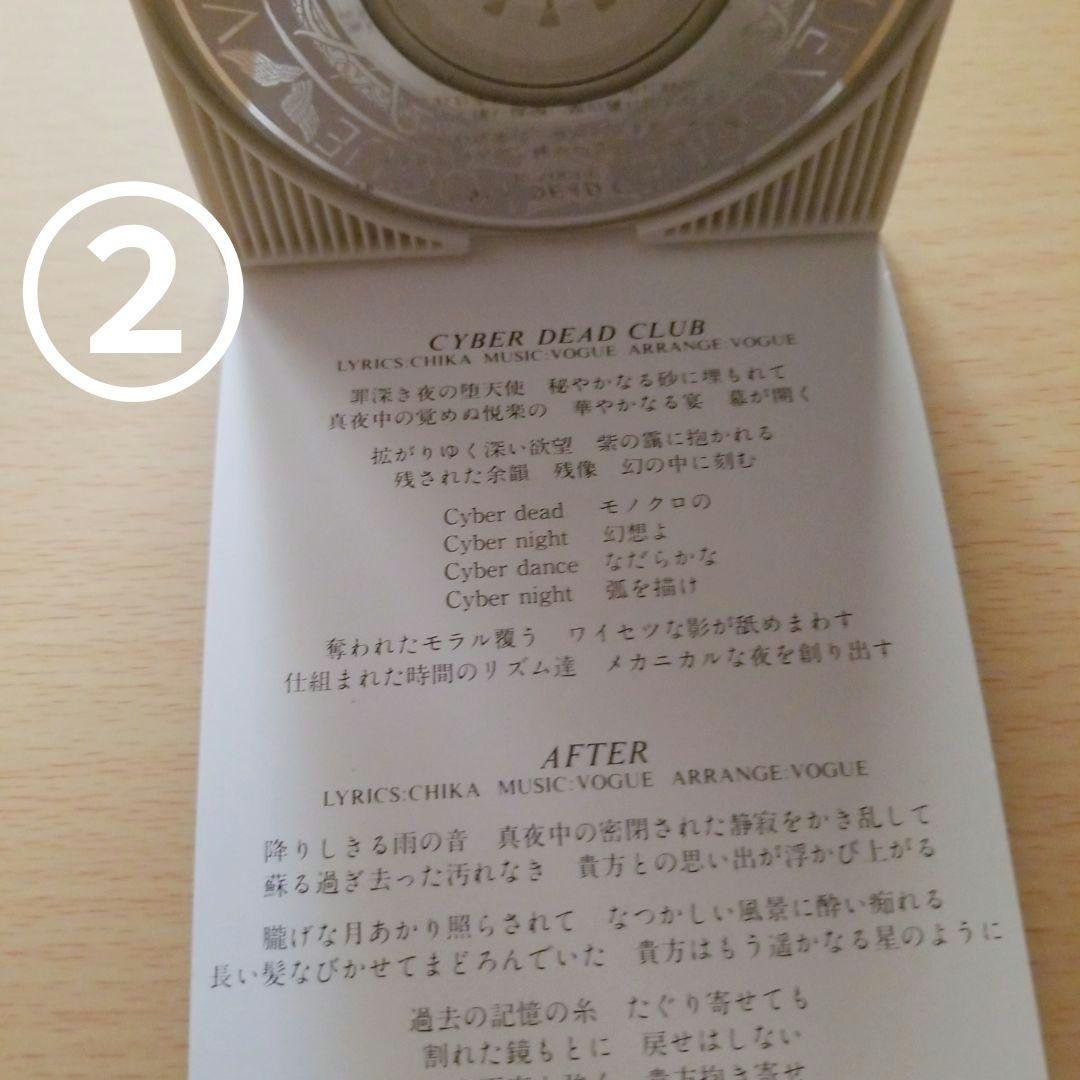 VOGUE
②
CYBER DEAD CLUB
LYRICS:CHIKA MUSIC:VOGUE ARRANGE:VOGUE
罪深き夜の堕天使 秘やかなる砂に埋もれて
真夜中の覚めぬ悦楽の 華やかなる宴 幕が開く
拡がりゆく深い欲望 紫の靄に抱かれる
残された余韻 残像 幻の中に刻む
Cyber dead モノクロの
Cyber night 幻想よ
Cyber dance なだらかな
Cyber night 弧を描け
奪われたモラル覆う ワイセツな影が舐めまわす
仕組まれた時間のリズム達 メカニカルな夜を創り出す
AFTER
LYRICS:CHIKA MUSIC:VOGUE ARRANGE:VOGUE
降りしきる雨の音 真夜中の密閉された静寂をかき乱して
蘇る過ぎ去った汚れなき 貴方との思い出が浮かび上がる
朧げな月あかり照らされて なつかしい風景に酔い痴れる
長い髪なびかせてまどろんでいた 貴方はもう遥かなる星のように
過去の記憶の糸 たぐり寄せても
割れた鏡もとに 戻せはしない
貴方抱き寄せ